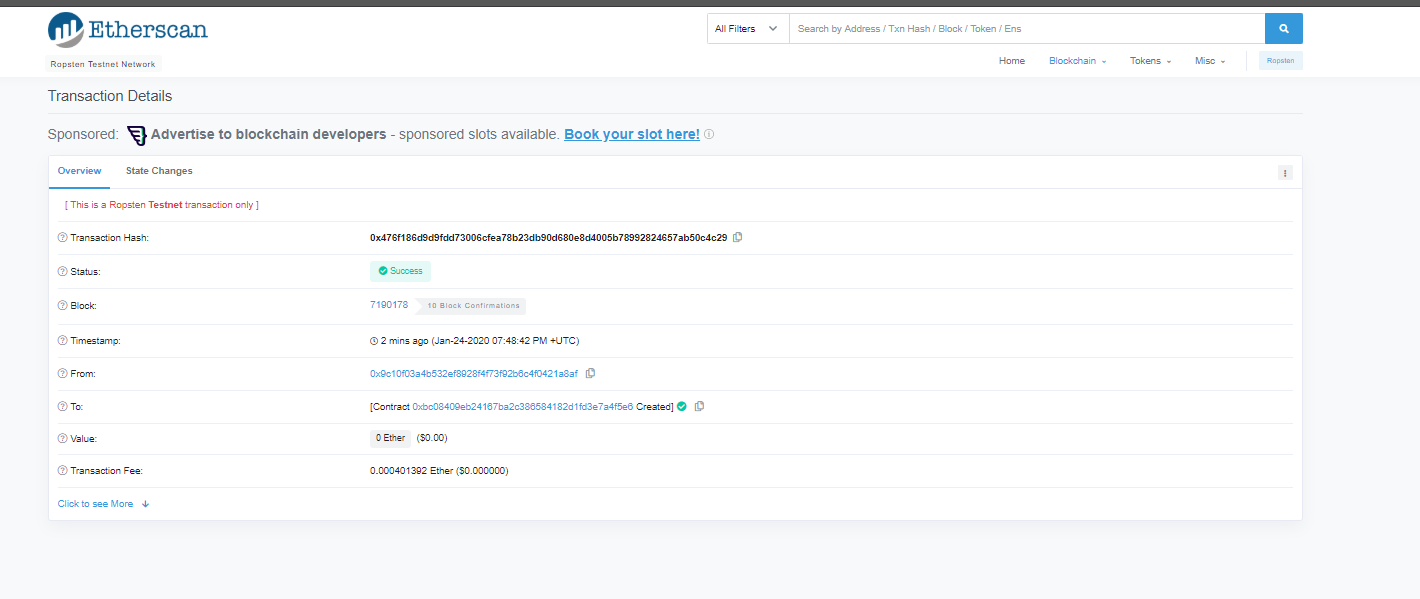 Etherscan
All Filters
Search by Address / Txn Hash / Block / Token / Ens
Ropsten Testnet Network
Home Blockchain Tokens Misc Ropsten
Transaction Details
Sponsored: Advertise to blockchain developers - sponsored slots available. Book your slot here!
Overview State Changes
[ This is a Ropsten Testnet transaction only ]
Transaction Hash: 0x476f186d9d9fdd73006cfea78b23db90d680e8d4005b78992824657ab50c4c29
Status: Success
Block: 7190178 10 Block Confirmations
Timestamp: 2 mins ago (Jan-24-2020 07:48:42 PM +UTC)
From: 0x9c10f03a4b532ef8928f4f73f92b6c4f0421a8af
To: [Contract 0xbc08409eb24167ba2c386584182d1fd3e7a4f5e6 Created]
Value: 0 Ether ($0.00)
Transaction Fee: 0.000401392 Ether ($0.000000)
Click to see More